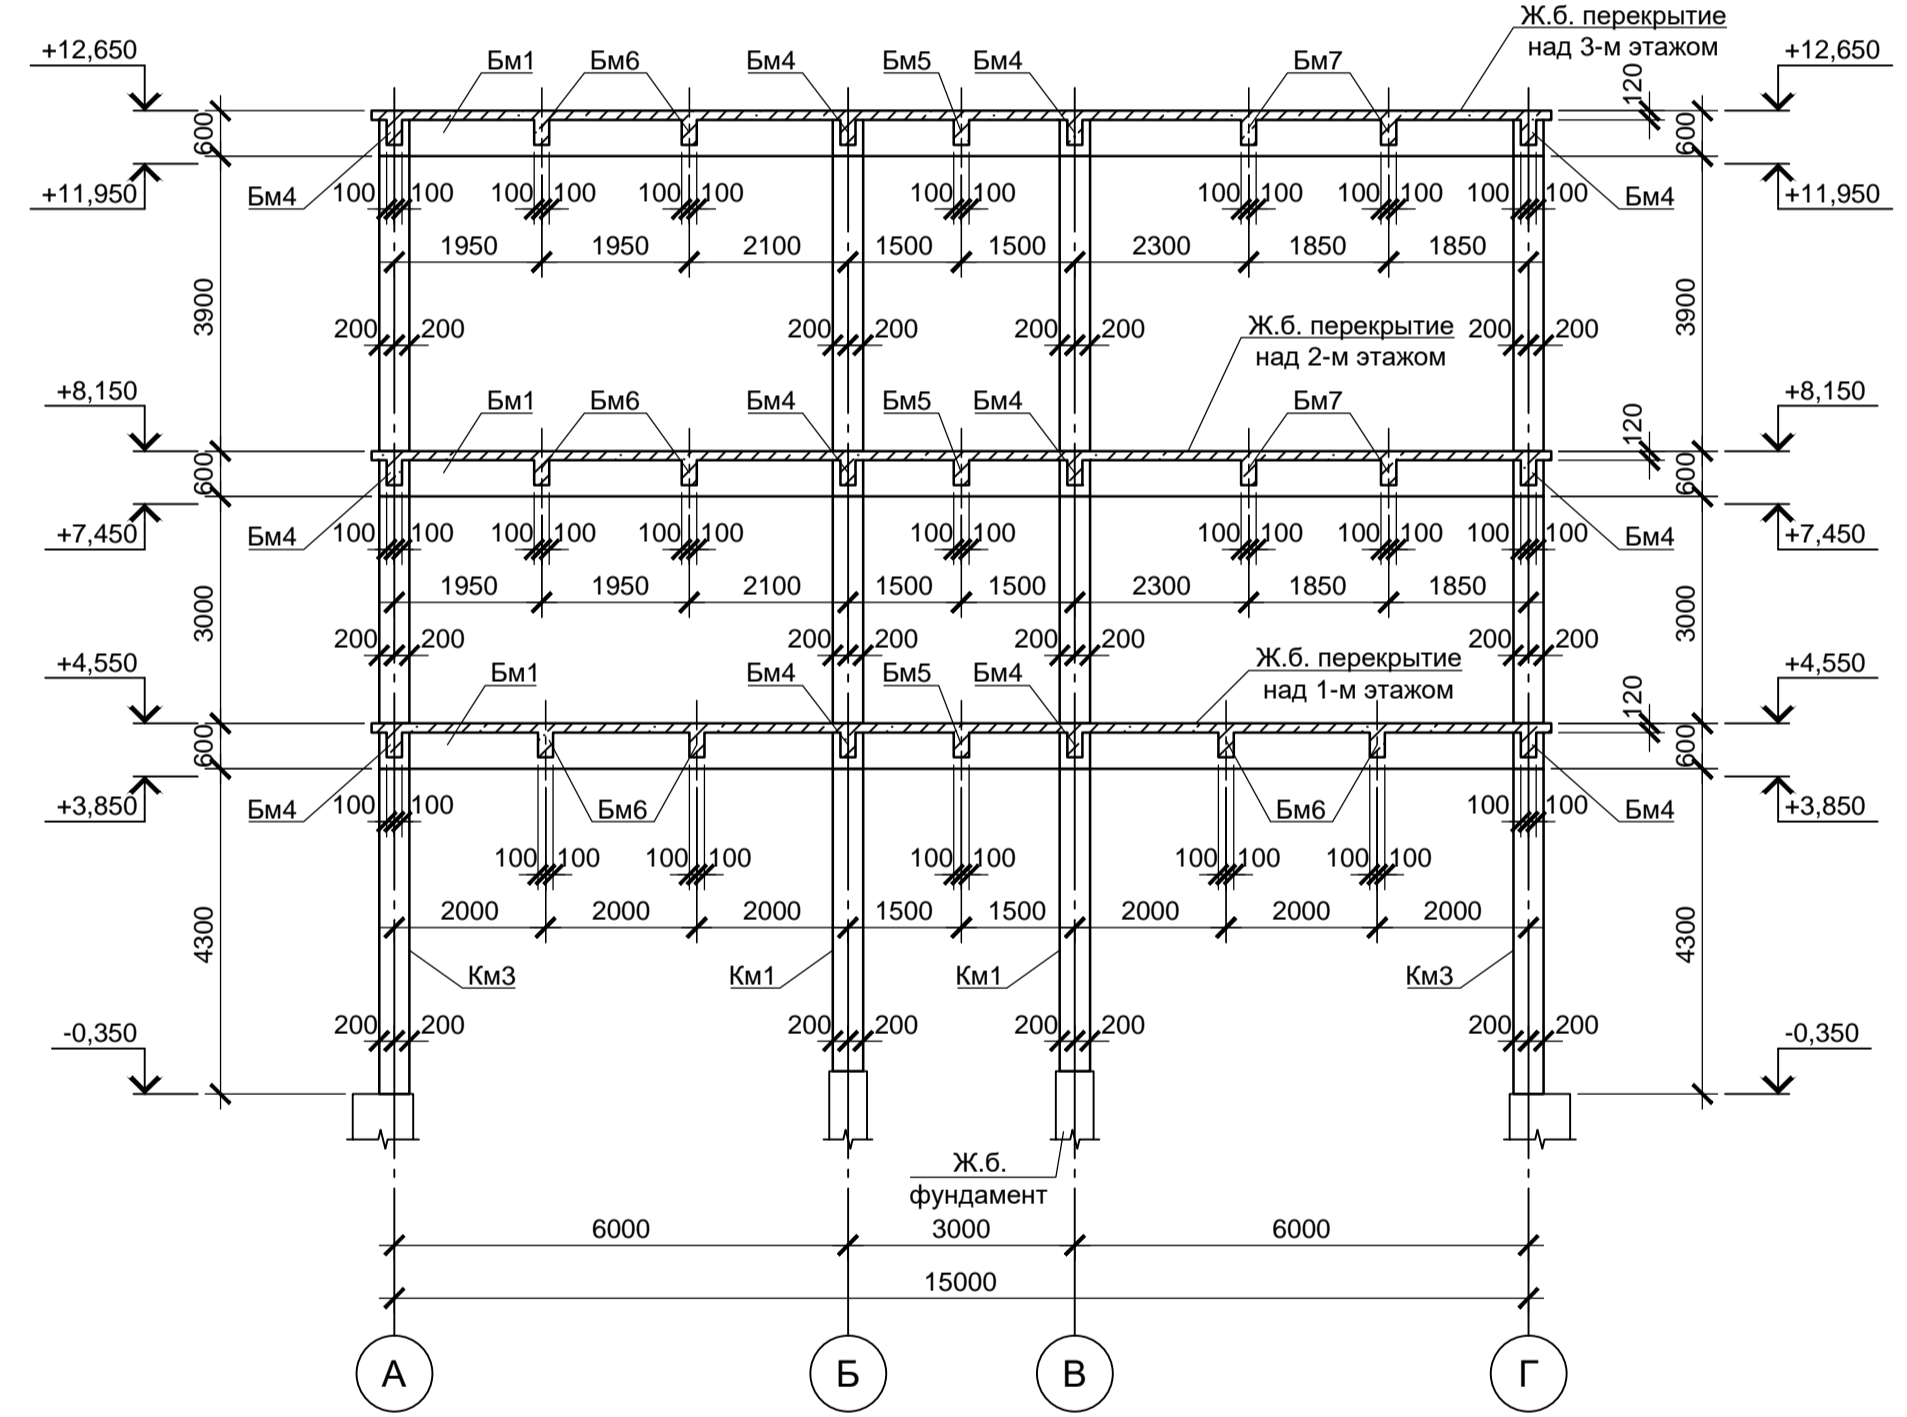 Ж.б. перекрытие
над 3-м этажом
+12,650
Бм1
Бм6
Бм4
Бм5
Бм4
Бм7
120
+12,650
600
600
+11,950
Бм4
100 100
100 100
100 100
100 100
100 100
100 100
100 100
Бм4
+11,950
1950
1950
2100
1500
1500
2300
1850
1850
3900
3900
200 200
200 200
200 200
Ж.б. перекрытие
над 2-м этажом
200 200
+8,150
Бм1
Бм6
Бм4
Бм5
Бм4
Бм7
120
+8,150
600
600
+7,450
Бм4
100 100
100 100
100 100
100 100
100 100
100 100
100 100
Бм4
+7,450
1950
1950
2100
1500
1500
2300
1850
1850
3000
3000
200 200
200 200
200 200
200 200
Ж.б. перекрытие
над 1-м этажом
+4,550
Бм1
Бм4
Бм5
Бм4
120
+4,550
600
600
+3,850
Бм4
100 100
Бм6
Бм6
100 100
Бм4
+3,850
100 100
100 100
100 100
100 100
100 100
2000
2000
2000
1500
1500
2000
2000
2000
4300
4300
Км3
Км1
Км1
Км3
-0,350
200 200
200 200
200 200
200 200
-0,350
Ж.б.
фундамент
6000
3000
6000
15000
А
Б
В
Г